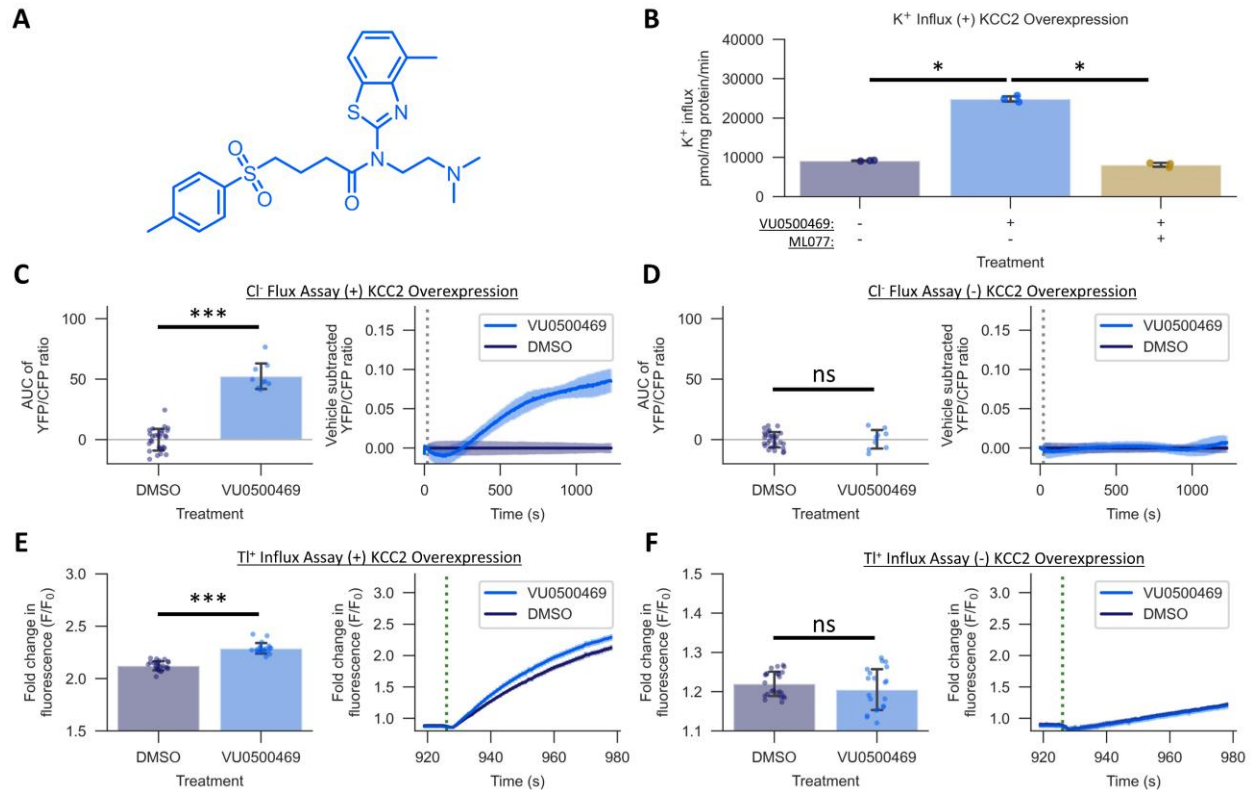 A
S
N
O
S
O
N
O
N
B
K⁺ Influx (+) KCC2 Overexpression
K⁺ influx
pmol/mg protein/min
40000
30000
20000
10000
0
*
*
VU0500469: - + +
ML077: - - +
Treatment
C
Cl⁻ Flux Assay (+) KCC2 Overexpression
AUC of
YFP/CFP ratio
100
50
0
***
DMSO VU0500469
Treatment
Vehicle subtracted
YFP/CFP ratio
0.15
0.10
0.05
0.00
VU0500469
DMSO
0 500 1000
Time (s)
D
Cl⁻ Flux Assay (-) KCC2 Overexpression
AUC of
YFP/CFP ratio
100
50
0
ns
DMSO VU0500469
Treatment
Vehicle subtracted
YFP/CFP ratio
0.15
0.10
0.05
0.00
VU0500469
DMSO
0 500 1000
Time (s)
E
Tl⁺ Influx Assay (+) KCC2 Overexpression
Fold change in
fluorescence (F/F₀)
3.0
2.5
2.0
1.5
***
DMSO VU0500469
Treatment
Fold change in
fluorescence (F/F₀)
3.0
2.5
2.0
1.5
1.0
VU0500469
DMSO
920 940 960 980
Time (s)
F
Tl⁺ Influx Assay (-) KCC2 Overexpression
Fold change in
fluorescence (F/F₀)
1.5
1.4
1.3
1.2
1.1
ns
DMSO VU0500469
Treatment
Fold change in
fluorescence (F/F₀)
3.0
2.5
2.0
1.5
1.0
VU0500469
DMSO
920 940 960 980
Time (s)